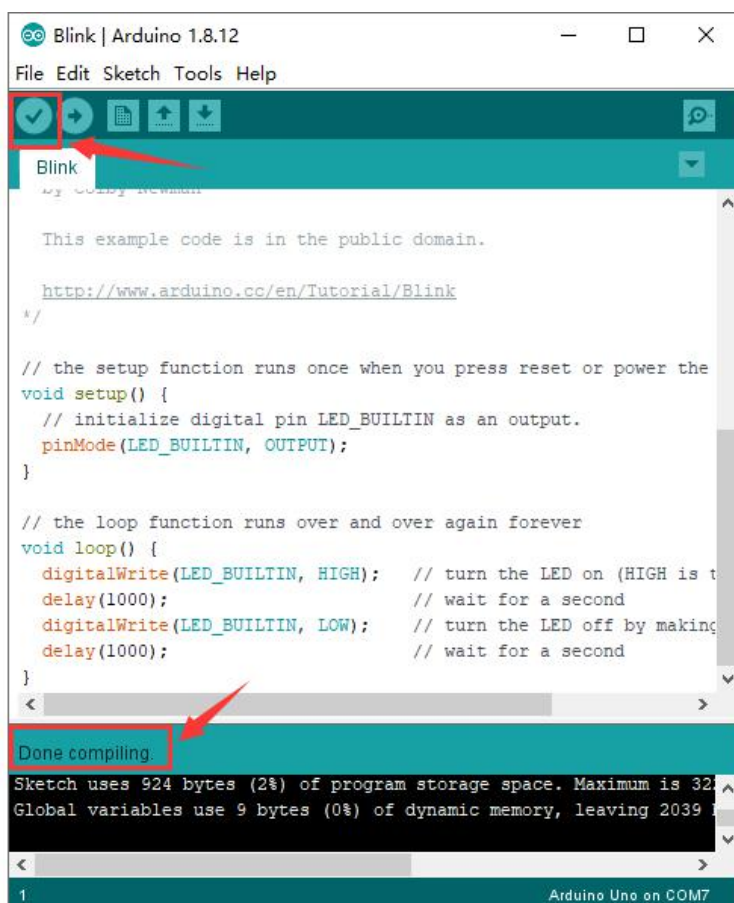 Blink | Arduino 1.8.12
File Edit Sketch Tools Help
Blink
by Colby Newman
This example code is in the public domain.
http://www.arduino.cc/en/Tutorial/Blink
*/
// the setup function runs once when you press reset or power the
void setup() {
// initialize digital pin LED_BUILTIN as an output.
pinMode(LED_BUILTIN, OUTPUT);
}
// the loop function runs over and over again forever
void loop() {
digitalWrite(LED_BUILTIN, HIGH); // turn the LED on (HIGH is t
delay(1000); // wait for a second
digitalWrite(LED_BUILTIN, LOW); // turn the LED off by making
delay(1000); // wait for a second
}
Done compiling.
Sketch uses 924 bytes (2%) of program storage space. Maximum is 32
Global variables use 9 bytes (0%) of dynamic memory, leaving 2039
1 Arduino Uno on COM7